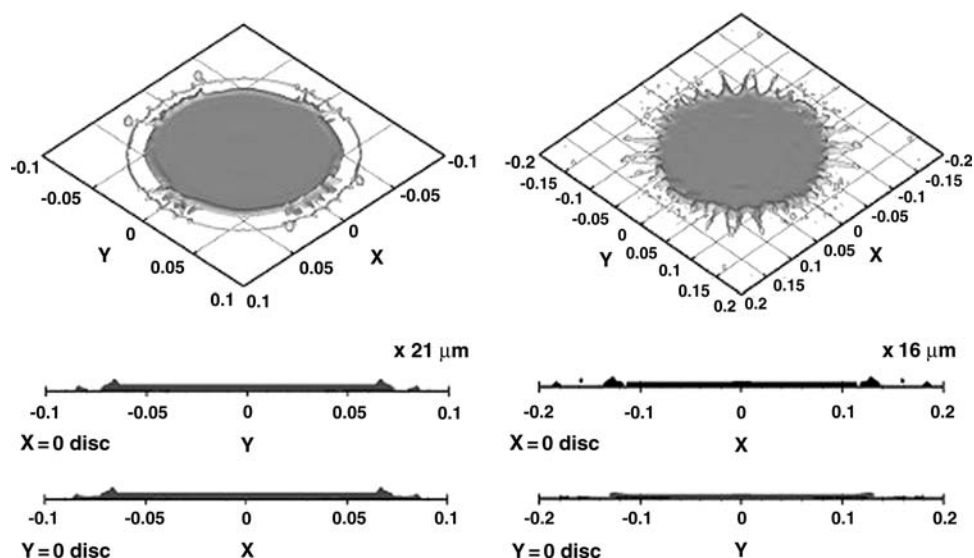 -0.1 -0.1 -0.2 -0.2
-0.05 -0.05 -0.15 -0.15
0 0 -0.1 -0.1
Y 0.05 0.05 X -0.05 -0.05
0.1 0.1 0 0
Y 0.05 0.05 X
0.1 0.1
0.15 0.15
0.2 0.2
x 21 μm x 16 μm
-0.1 -0.05 0 0.05 0.1 -0.2 -0.1 0 0.1 0.2
X = 0 disc Y X = 0 disc X
-0.1 -0.05 0 0.05 0.1 -0.2 -0.1 0 0.1 0.2
Y = 0 disc X Y = 0 disc Y